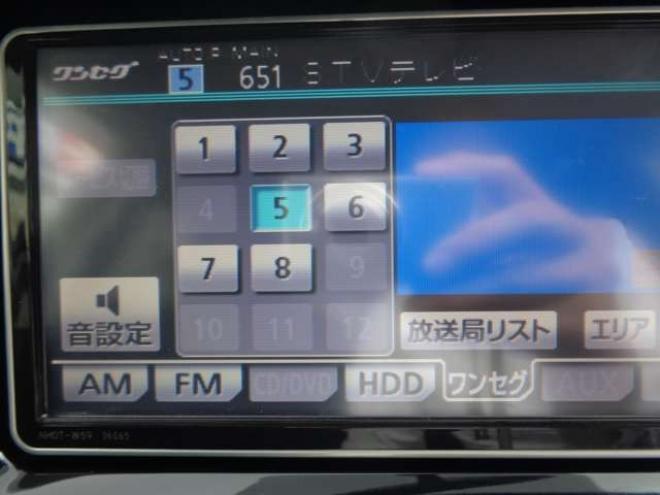 ワンセグ AUTO.P MAIN
5 651 STVテレビ
1 2 3
4 5 6
7 8 9
10 11 12
音設定
放送局リスト エリア
AM FM CD/DVD HDD ワンセグ AUX